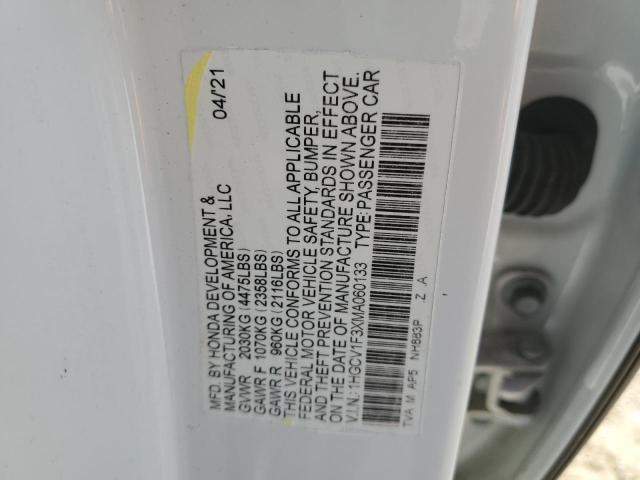 MFD. BY HONDA DEVELOPMENT & 04/21
MANUFACTURING OF AMERICA, LLC
GVWR 2030KG (4475LBS)
GAWR F 1070KG (2358LBS)
GAWR R 960KG (2116LBS)
THIS VEHICLE CONFORMS TO ALL APPLICABLE
FEDERAL MOTOR VEHICLE SAFETY, BUMPER,
AND THEFT PREVENTION STANDARDS IN EFFECT
ON THE DATE OF MANUFACTURE SHOWN ABOVE.
V.I.N.: 1HGCV1F3XMA060133 TYPE: PASSENGER CAR
TVA M AP5 NH883P Z A